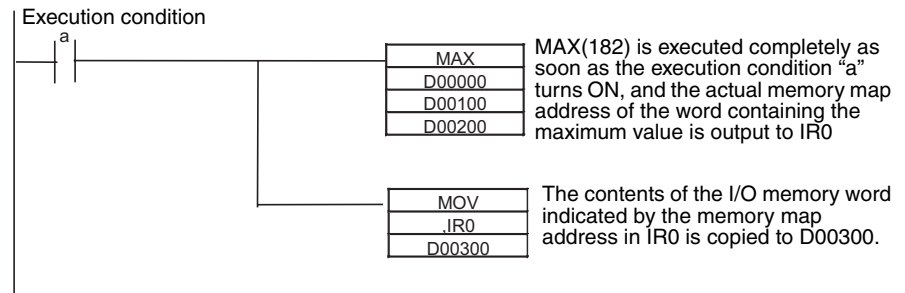 Execution condition
a
MAX
D00000
D00100
D00200
MAX(182) is executed completely as
soon as the execution condition “a”
turns ON, and the actual memory map
address of the word containing the
maximum value is output to IR0
MOV
,IR0
D00300
The contents of the I/O memory word
indicated by the memory map
address in IR0 is copied to D00300.